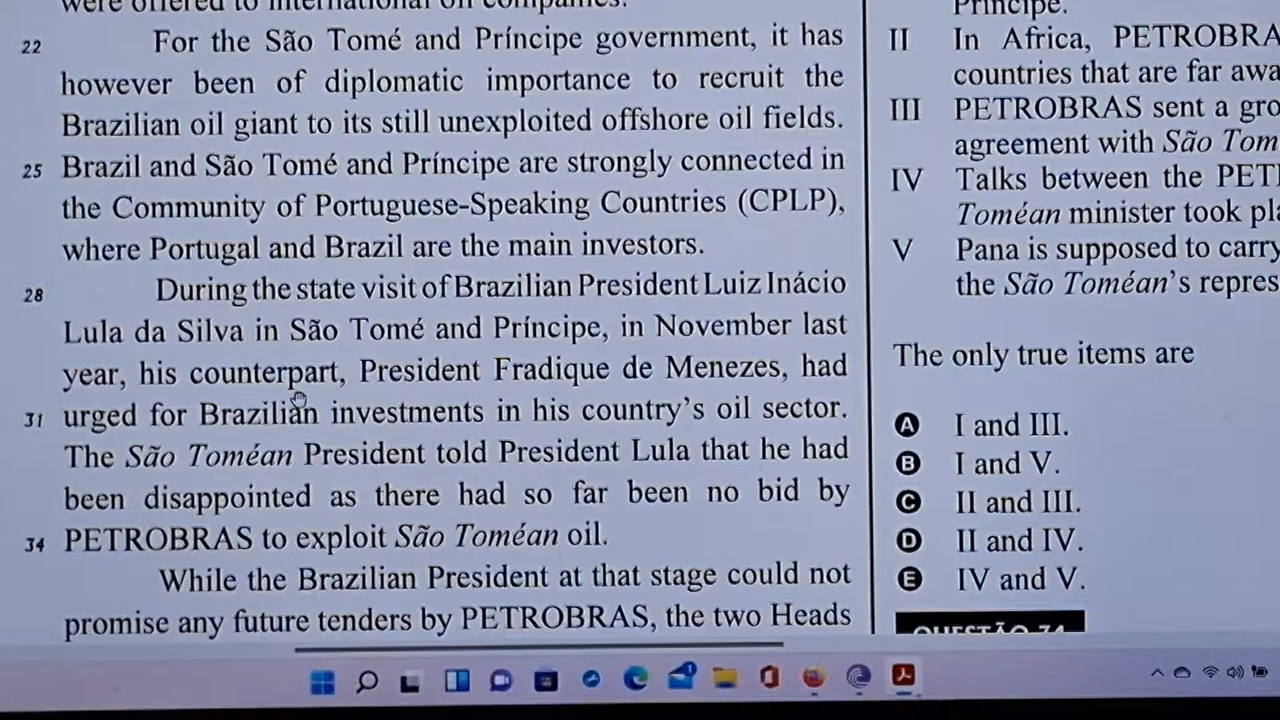 were offered to international oil companies.
22 For the São Tomé and Príncipe government, it has
however been of diplomatic importance to recruit the
Brazilian oil giant to its still unexploited offshore oil fields.
25 Brazil and São Tomé and Príncipe are strongly connected in
the Community of Portuguese-Speaking Countries (CPLP),
where Portugal and Brazil are the main investors.
28 During the state visit of Brazilian President Luiz Inácio
Lula da Silva in São Tomé and Príncipe, in November last
year, his counterpart, President Fradique de Menezes, had
31 urged for Brazilian investments in his country's oil sector.
The São Toméan President told President Lula that he had
been disappointed as there had so far been no bid by
34 PETROBRAS to exploit São Toméan oil.
While the Brazilian President at that stage could not
promise any future tenders by PETROBRAS, the two Heads
Príncipe.
II In Africa, PETROBRA
countries that are far awa
III PETROBRAS sent a gro
agreement with São Tom
IV Talks between the PET
Toméan minister took pla
V Pana is supposed to carry
the São Toméan's repres
The only true items are
A I and III.
B I and V.
C II and III.
D II and IV.
E IV and V.
QUESTÃO 74